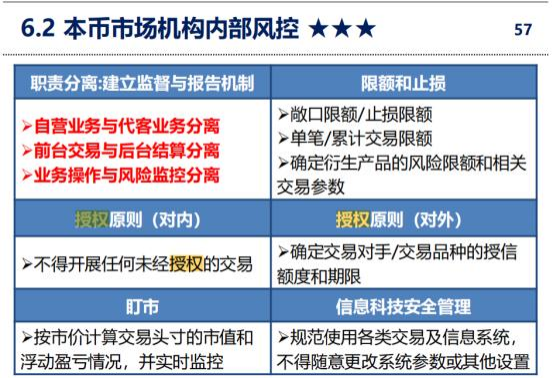 6.2 本币市场机构内部风控 ★★★
57
职责分离:建立监督与报告机制
➢自营业务与代客业务分离
➢前台交易与后台结算分离
➢业务操作与风险监控分离
限额和止损
➢敞口限额/止损限额
➢单笔/累计交易限额
➢确定衍生产品的风险限额和相关
交易参数
授权原则（对内）
➢不得开展任何未经授权的交易
授权原则（对外）
➢确定交易对手/交易品种的授信
额度和期限
盯市
➢按市价计算交易头寸的市值和
浮动盈亏情况，并实时监控
信息科技安全管理
➢规范使用各类交易及信息系统，
不得随意更改系统参数或其他设置